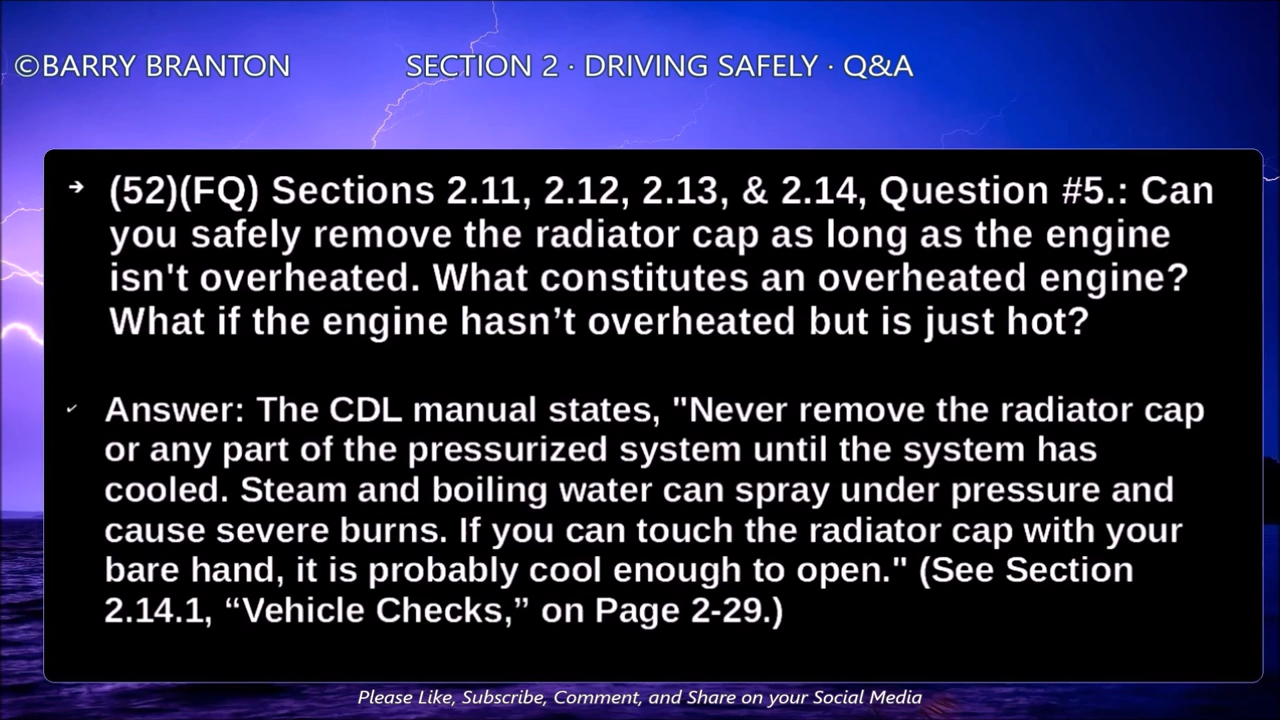 ©BARRY BRANTON
SECTION 2 · DRIVING SAFELY · Q&A
➔ (52)(FQ) Sections 2.11, 2.12, 2.13, & 2.14, Question #5.: Can
you safely remove the radiator cap as long as the engine
isn't overheated. What constitutes an overheated engine?
What if the engine hasn’t overheated but is just hot?
✓ Answer: The CDL manual states, "Never remove the radiator cap
or any part of the pressurized system until the system has
cooled. Steam and boiling water can spray under pressure and
cause severe burns. If you can touch the radiator cap with your
bare hand, it is probably cool enough to open." (See Section
2.14.1, “Vehicle Checks,” on Page 2-29.)
Please Like, Subscribe, Comment, and Share on your Social Media